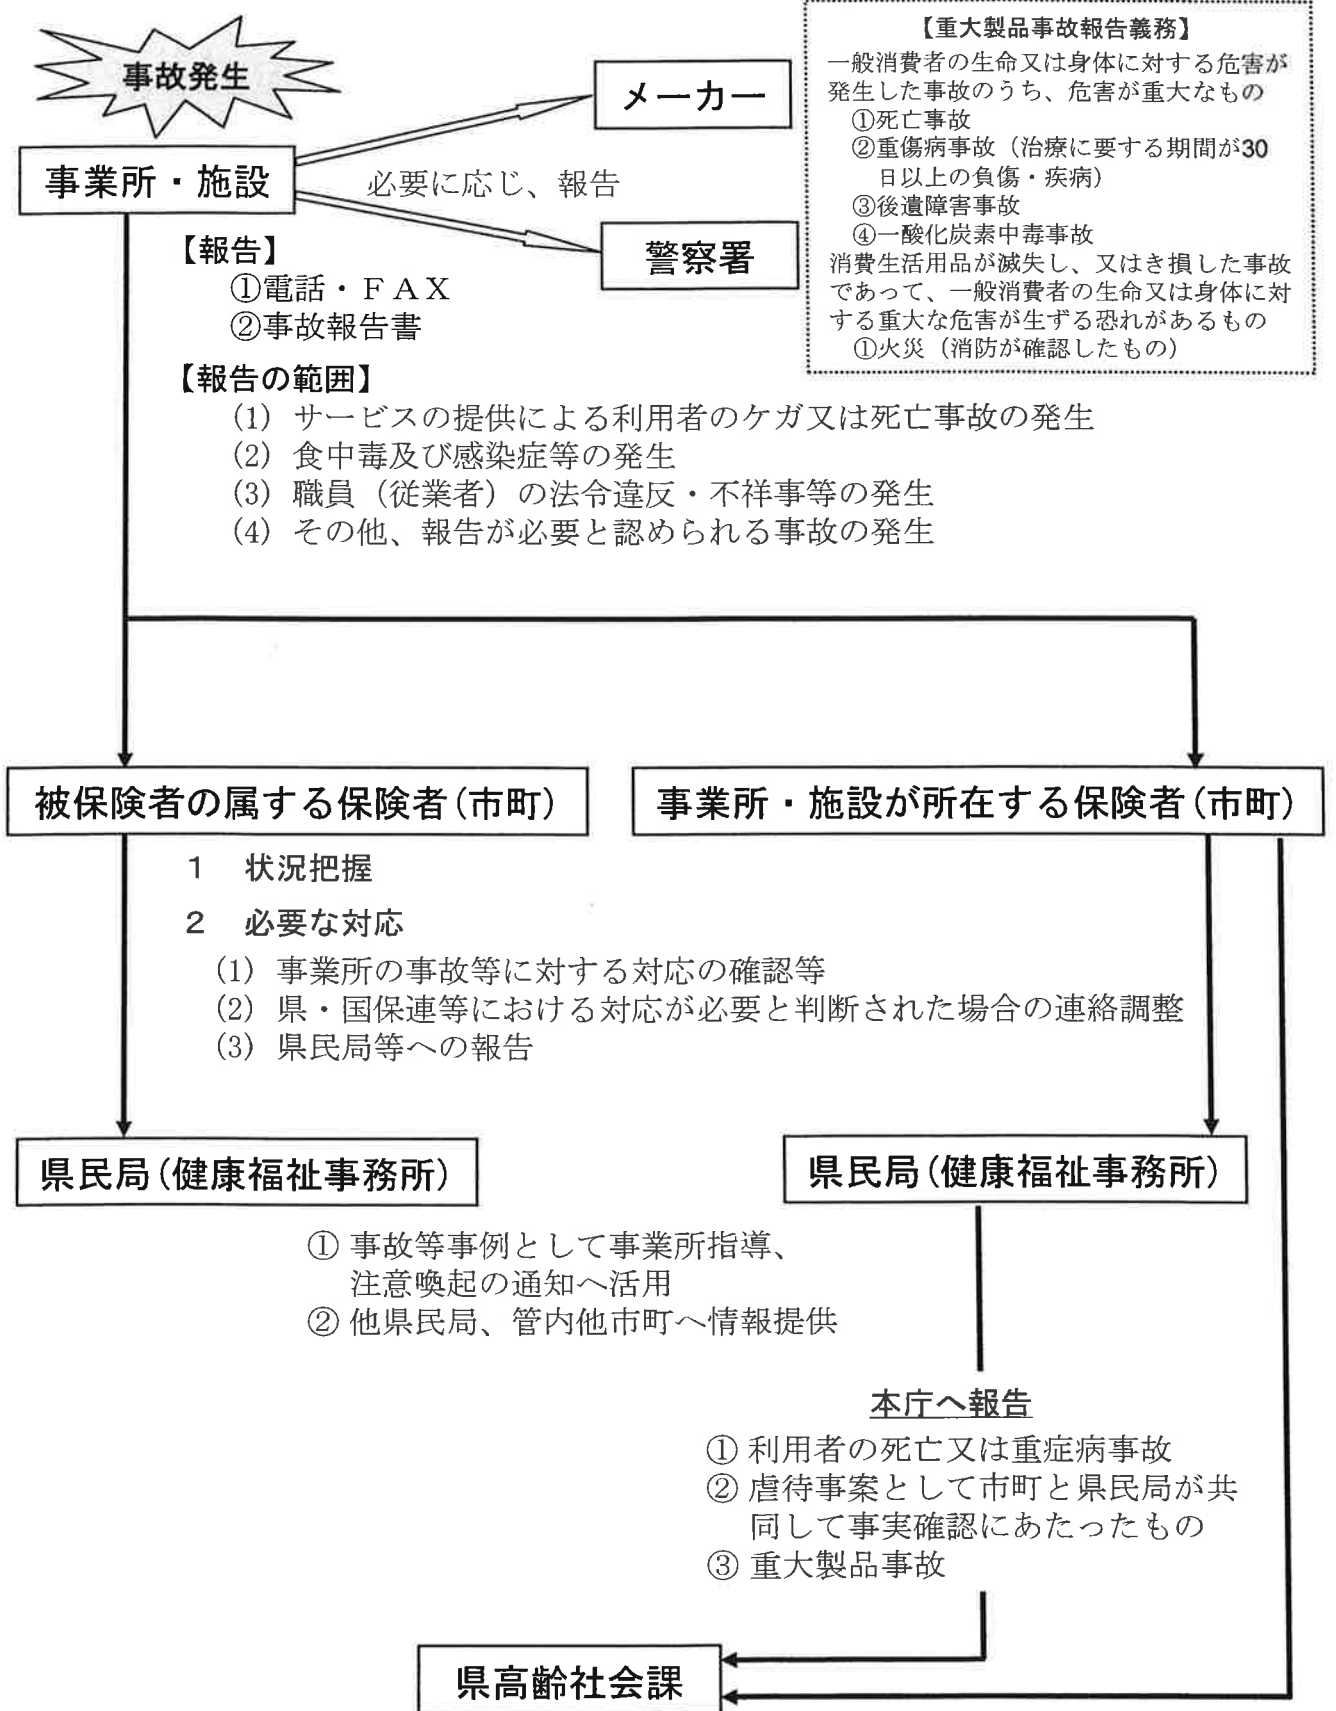 事故発生
事業所・施設
メーカー
必要に応じ、報告
警察署
【重大製品事故報告義務】
一般消費者の生命又は身体に対する危害が
発生した事故のうち、危害が重大なもの
①死亡事故
②重傷病事故（治療に要する期間が30
日以上の負傷・疾病）
③後遺障害事故
④一酸化炭素中毒事故
消費生活用品が滅失し、又はき損した事故
であって、一般消費者の生命又は身体に対
する重大な危害が生ずる恐れがあるもの
①火災（消防が確認したもの）
【報告】
①電話・ＦＡＸ
②事故報告書
【報告の範囲】
(1) サービスの提供による利用者のケガ又は死亡事故の発生
(2) 食中毒及び感染症等の発生
(3) 職員（従業者）の法令違反・不祥事等の発生
(4) その他、報告が必要と認められる事故の発生
被保険者の属する保険者(市町)
事業所・施設が所在する保険者(市町)
1 状況把握
2 必要な対応
(1) 事業所の事故等に対する対応の確認等
(2) 県・国保連等における対応が必要と判断された場合の連絡調整
(3) 県民局等への報告
県民局(健康福祉事務所)
県民局(健康福祉事務所)
① 事故等事例として事業所指導、
注意喚起の通知へ活用
② 他県民局、管内他市町へ情報提供
本庁へ報告
① 利用者の死亡又は重症病事故
② 虐待事案として市町と県民局が共
同して事実確認にあたったもの
③ 重大製品事故
県高齢社会課